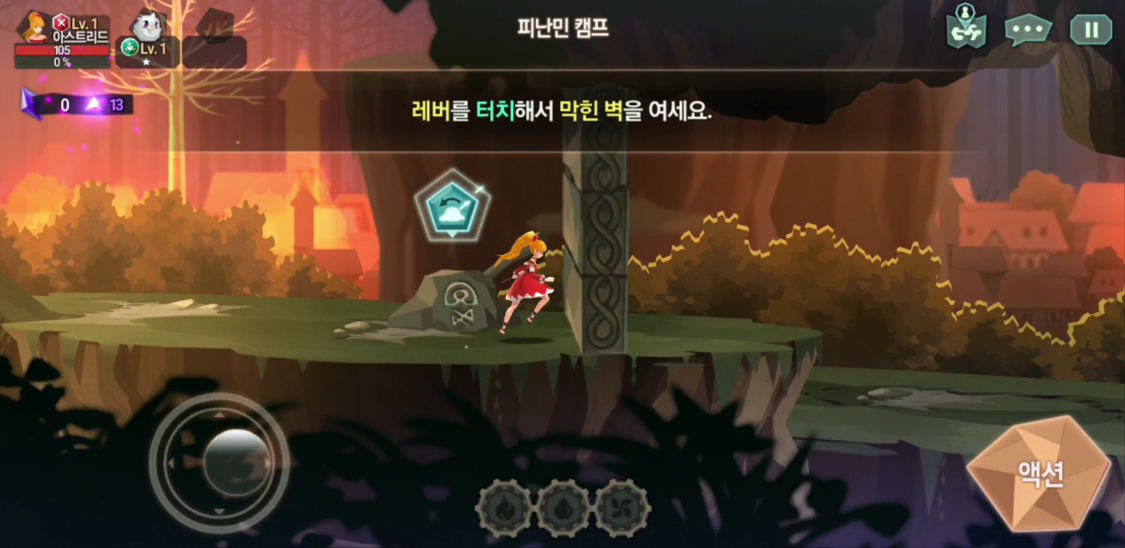 Lv. 1
아스트리드
105
0 %
Lv. 1
피난민 캠프
0 13
레버를 터치해서 막힌 벽을 여세요.
액션